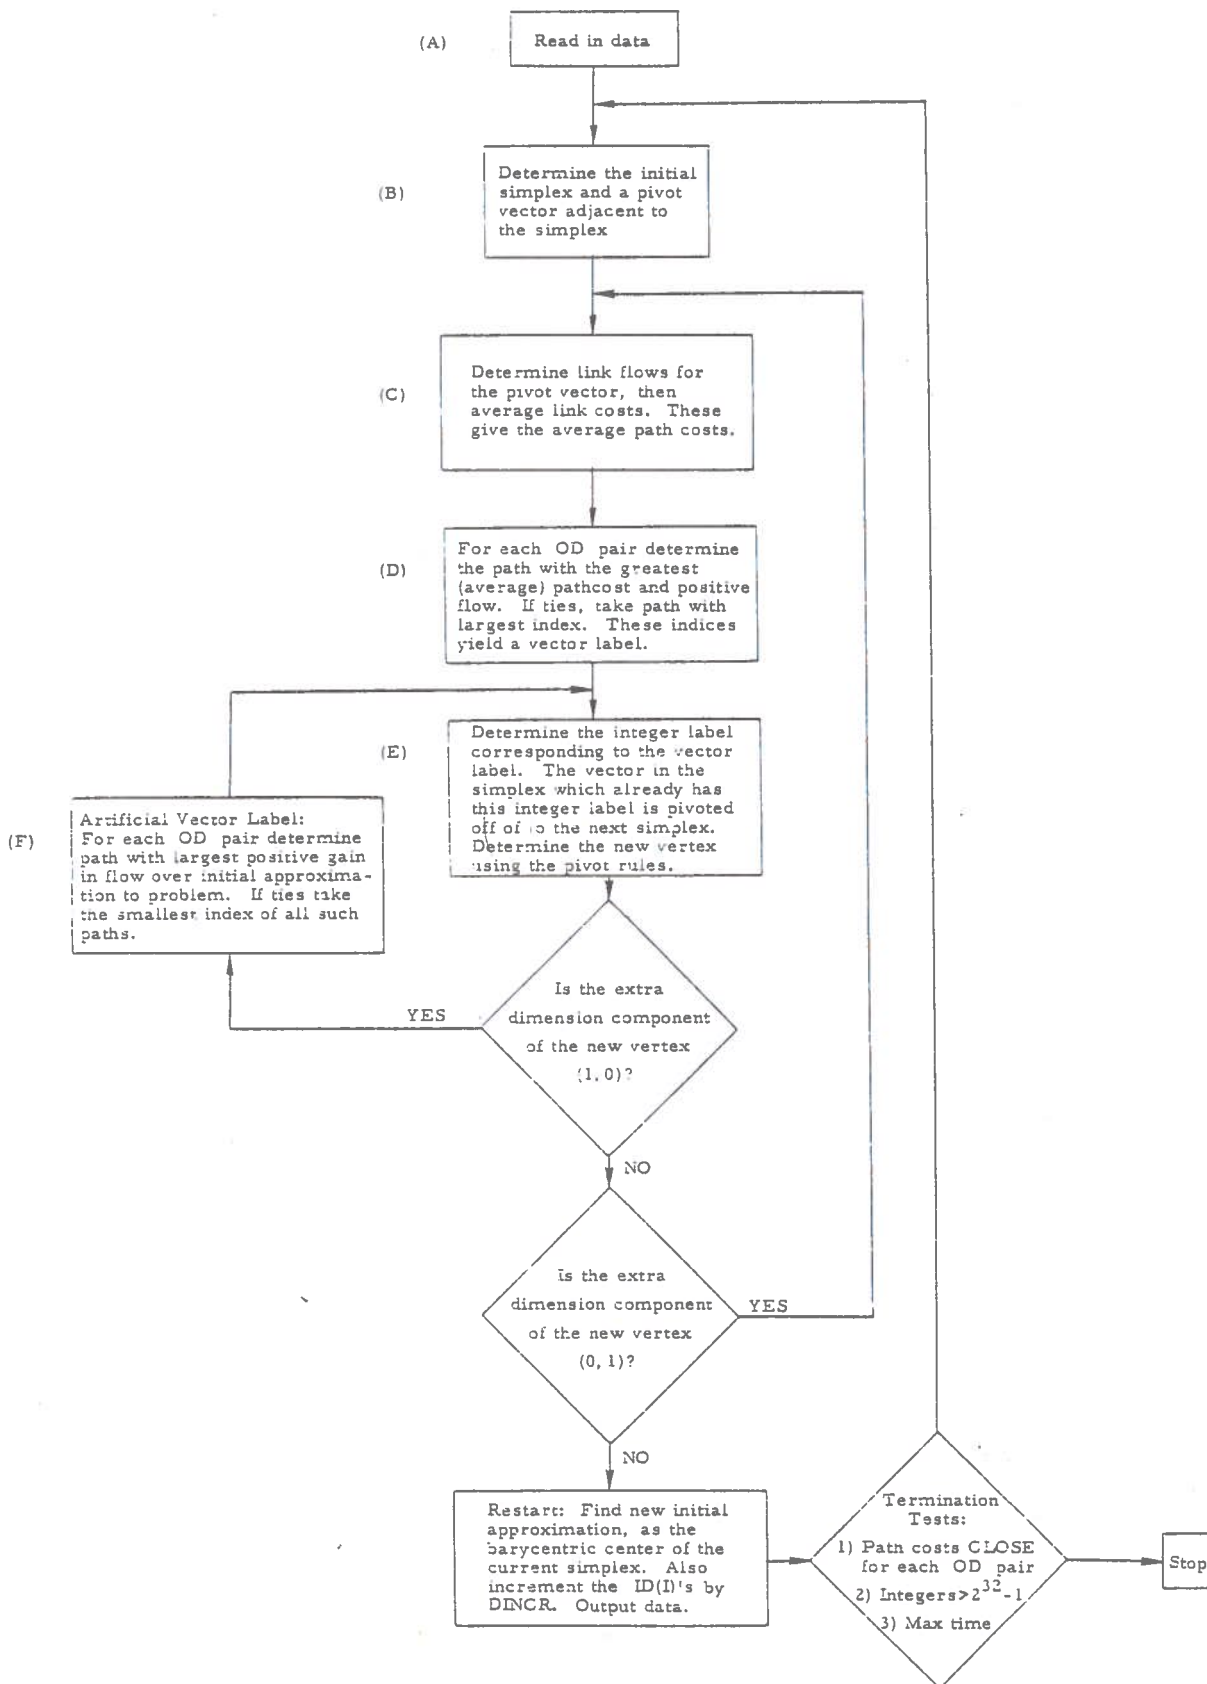 (A)
Read in data
(B)
Determine the initial
simplex and a pivot
vector adjacent to
the simplex
(C)
Determine link flows for
the pivot vector, then
average link costs. These
give the average path costs.
(D)
For each OD pair determine
the path with the greatest
(average) pathcost and positive
flow. If ties, take path with
largest index. These indices
yield a vector label.
(E)
Determine the integer label
corresponding to the vector
label. The vector in the
simplex which already has
this integer label is pivoted
off of to the next simplex.
Determine the new vertex
using the pivot rules.
(F)
Artificial Vector Label:
For each OD pair determine
path with largest positive gain
in flow over initial approxima-
tion to problem. If ties take
the smallest index of all such
paths.
Is the extra
dimension component
of the new vertex
(1,0)?
YES
NO
Is the extra
dimension component
of the new vertex
(0,1)?
YES
NO
Restart: Find new initial
approximation, as the
barycentric center of the
current simplex. Also
increment the ID(I)'s by
DINCR. Output data.
Termination
Tests:
1) Path costs CLOSE
for each OD pair
2) Integers>2^32-1
3) Max time
Stop